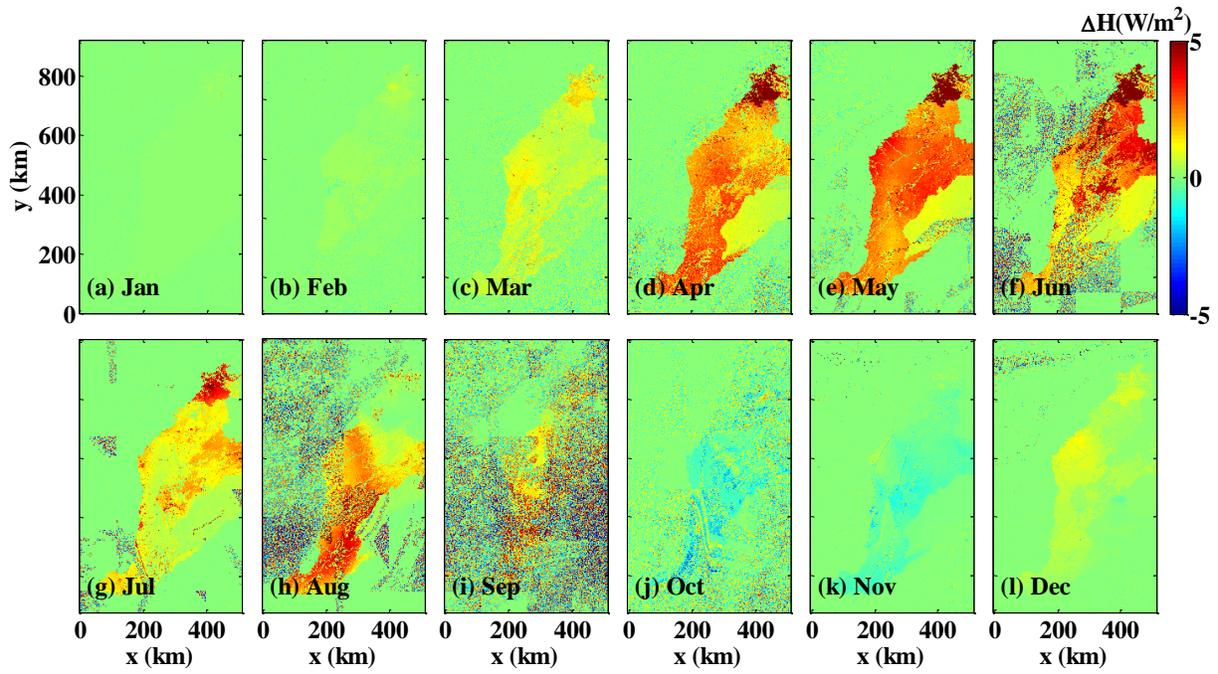 ΔH(W/m²)
5
0
-5
y (km)
800
600
400
200
0
(a) Jan
(b) Feb
(c) Mar
(d) Apr
(e) May
(f) Jun
(g) Jul
(h) Aug
(i) Sep
(j) Oct
(k) Nov
(l) Dec
0 200 400 0 200 400 0 200 400 0 200 400 0 200 400 0 200 400
x (km) x (km) x (km) x (km) x (km) x (km)